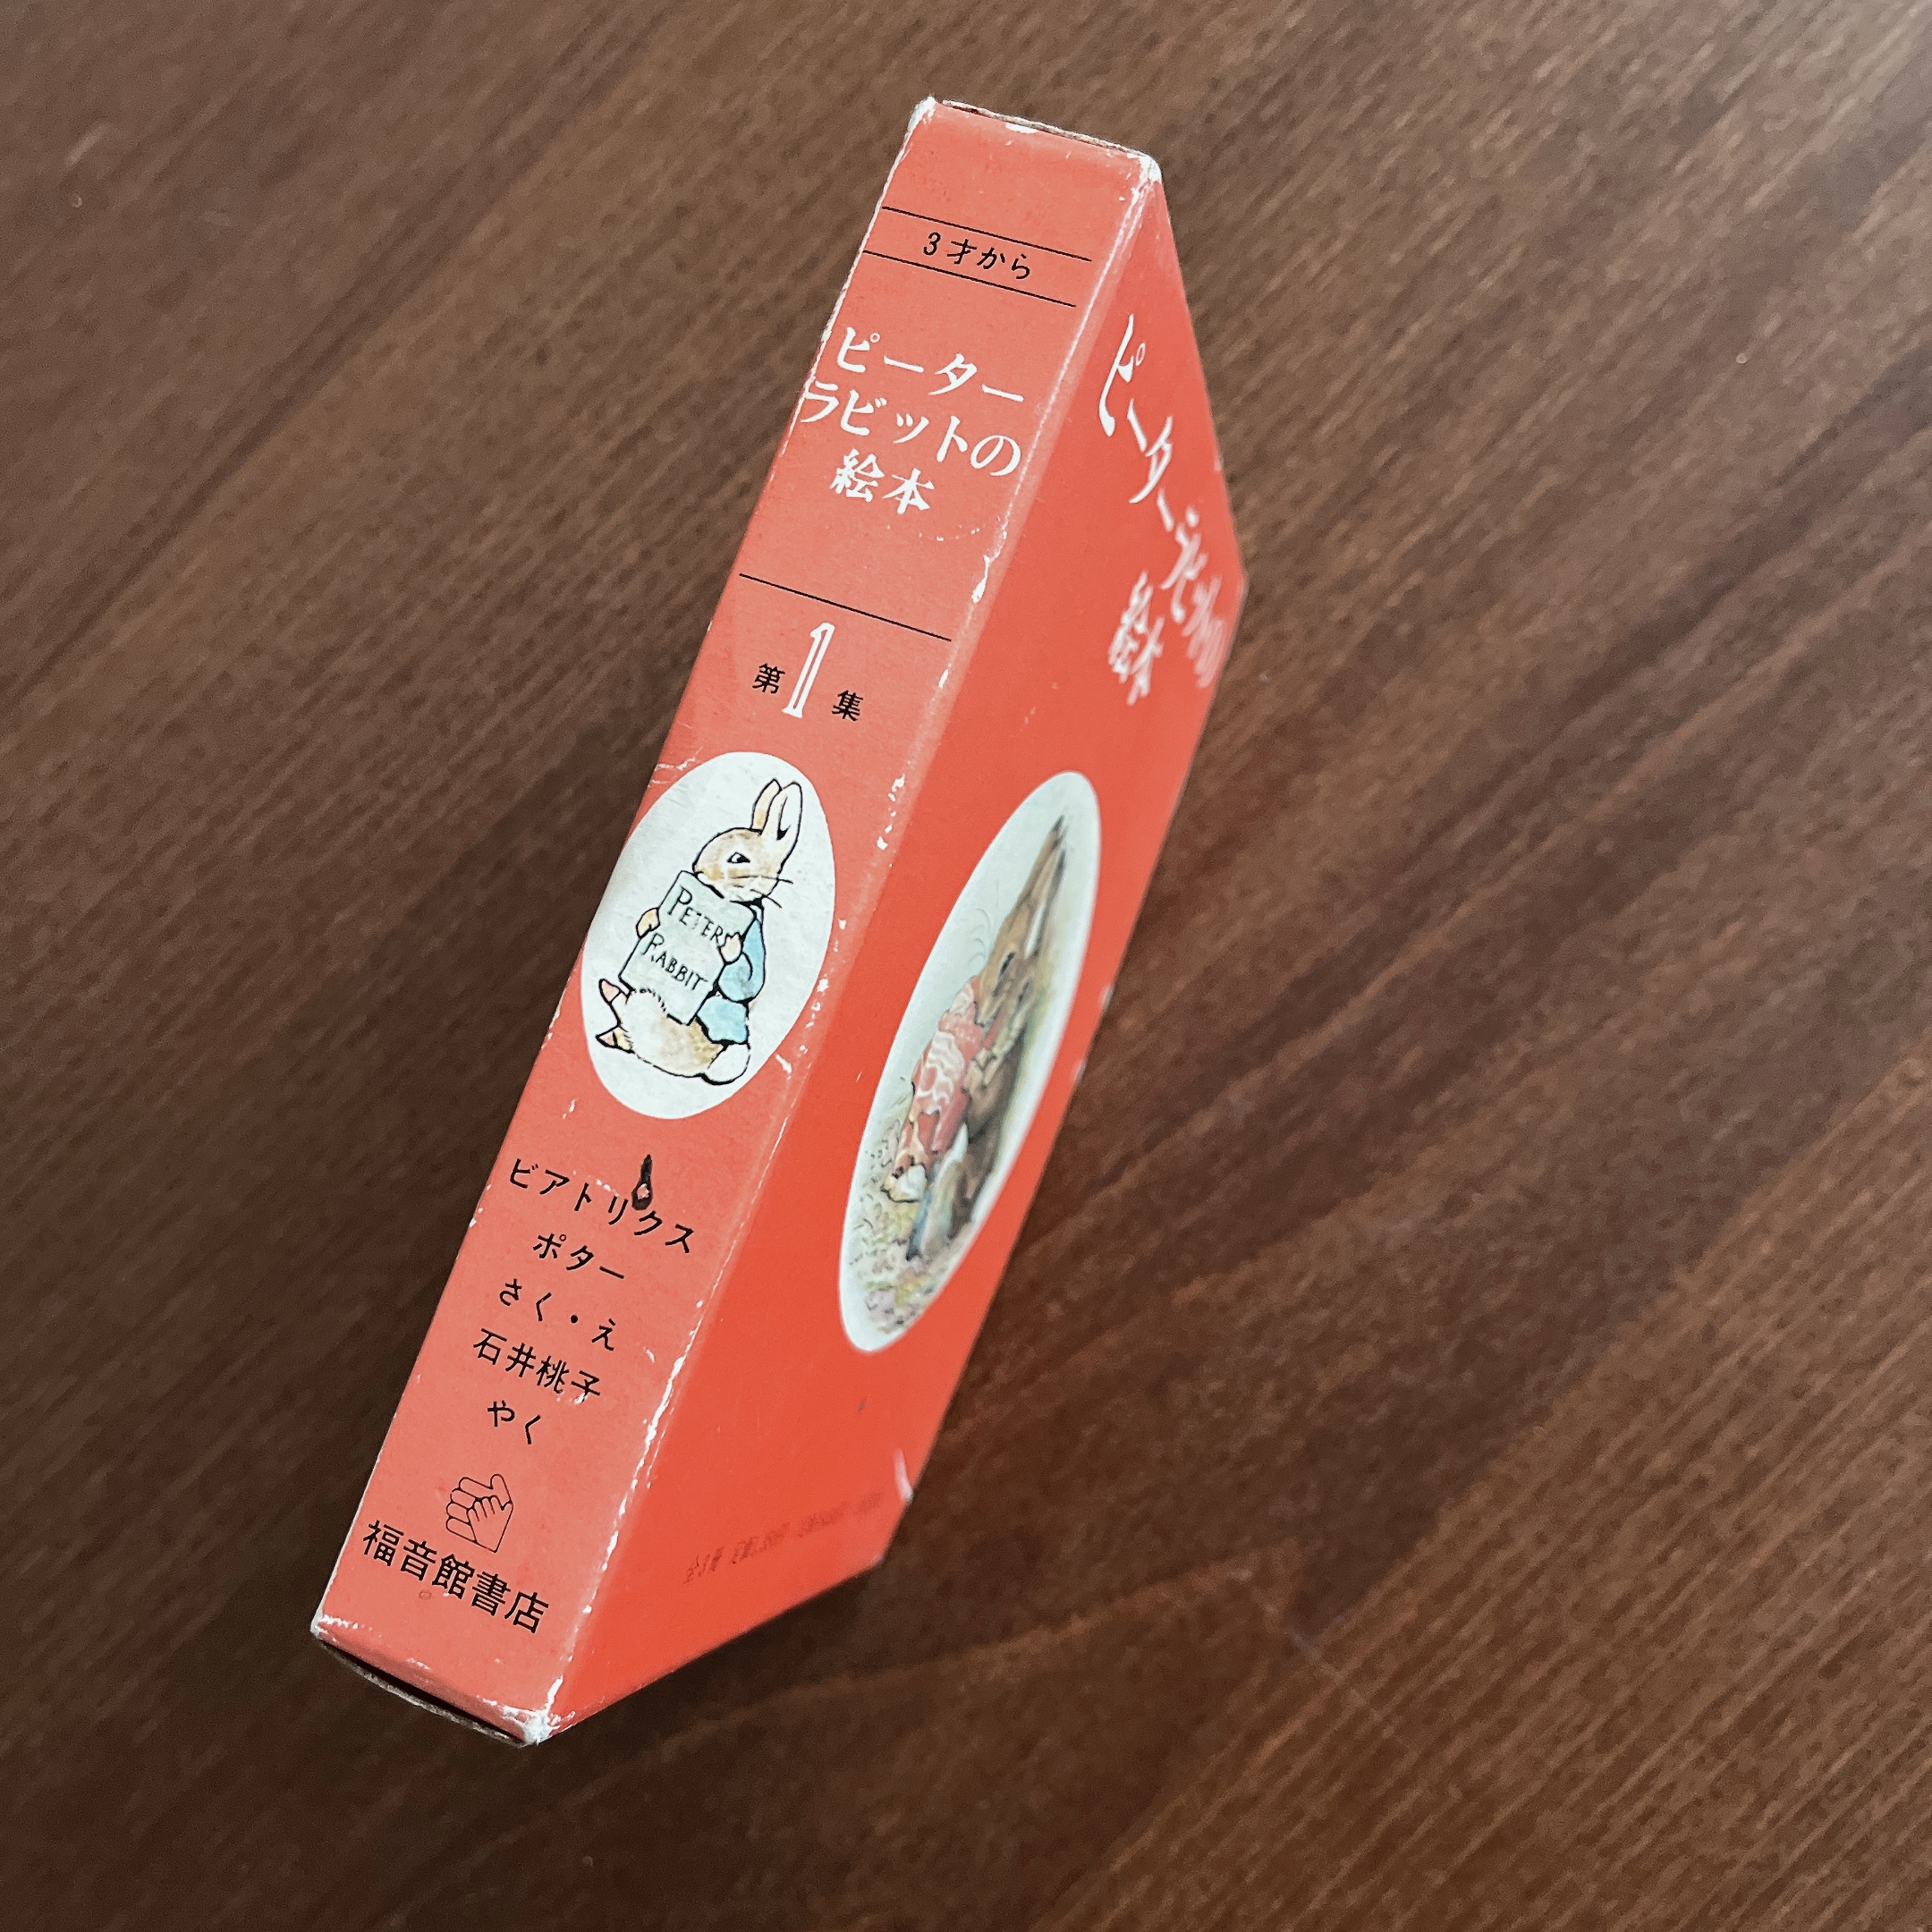 3才から
ピーター
ラビットの
絵本
第1集
PETER
RABBIT
ビアトリクス
ポター
さく・え
石井桃子
やく
福音館書店
ピーターラビットの
絵本